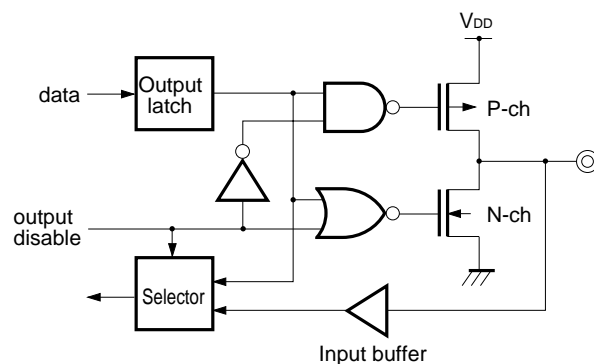 VDD
data
Output
latch
P-ch
output
disable
N-ch
Selector
Input buffer